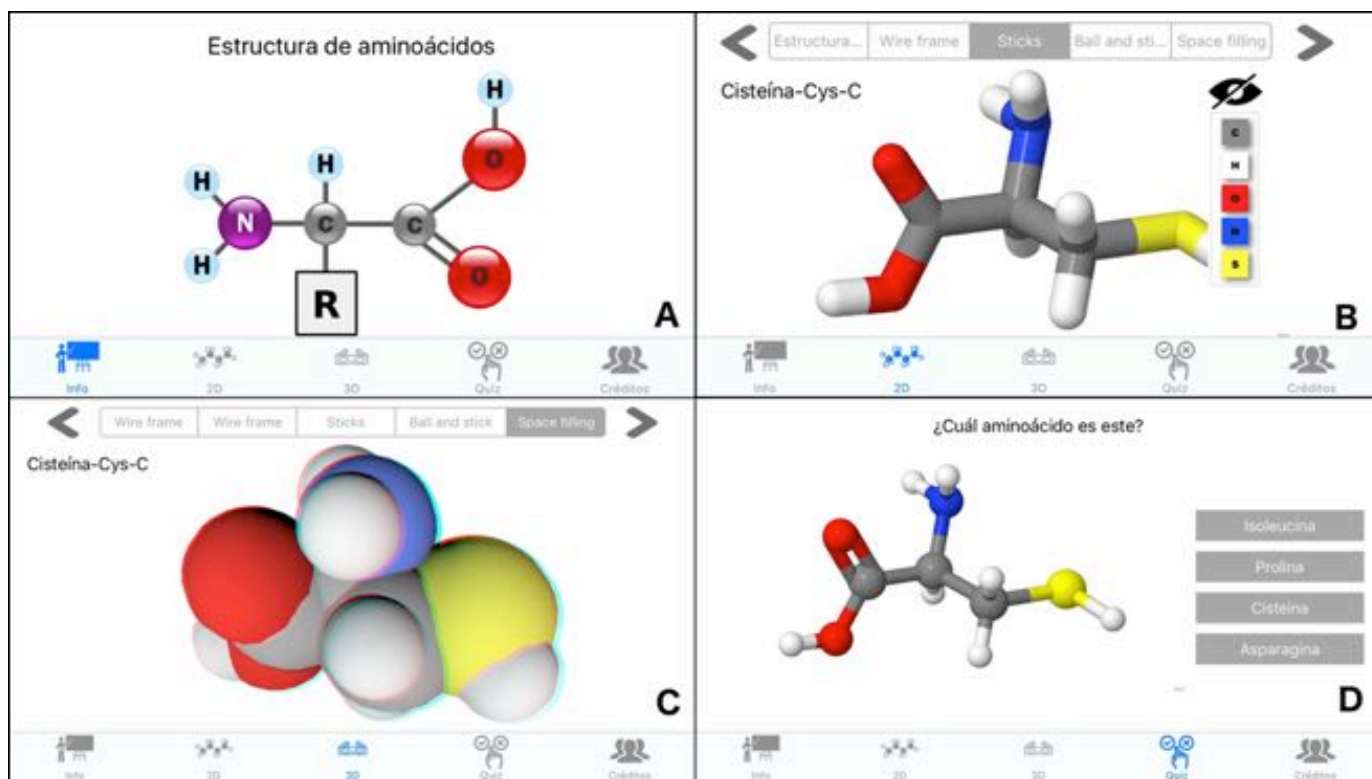 Estructura de aminoácidos
H
H
H
N
C
C
O
O
H
R
A
Info
2D
3D
Quiz
Créditos
Estructura...
Wire frame
Sticks
Ball and sti...
Space filling
Cisteína-Cys-C
C
H
O
N
S
B
Info
2D
3D
Quiz
Créditos
Wire frame
Wire frame
Sticks
Ball and stick
Space filling
Cisteína-Cys-C
C
Info
2D
3D
Quiz
Créditos
¿Cuál aminoácido es este?
Isoleucina
Prolina
Cisteína
Asparagina
D
Info
2D
3D
Quiz
Créditos